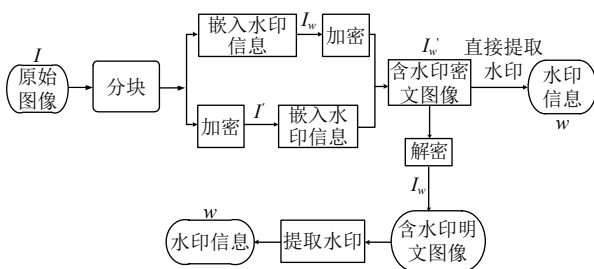 I
原始
图像
分块
嵌入水印
信息
I_w
加密
加密
I'
嵌入水
印信息
I_w'
含水印密
文图像
直接提取
水印
水印
信息
w
解密
I_w
含水印明
文图像
提取水印
w
水印信息